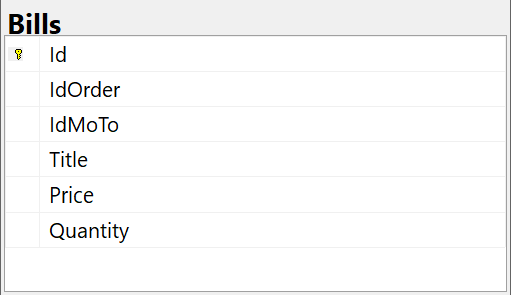 Bills
Id
IdOrder
IdMoTo
Title
Price
Quantity